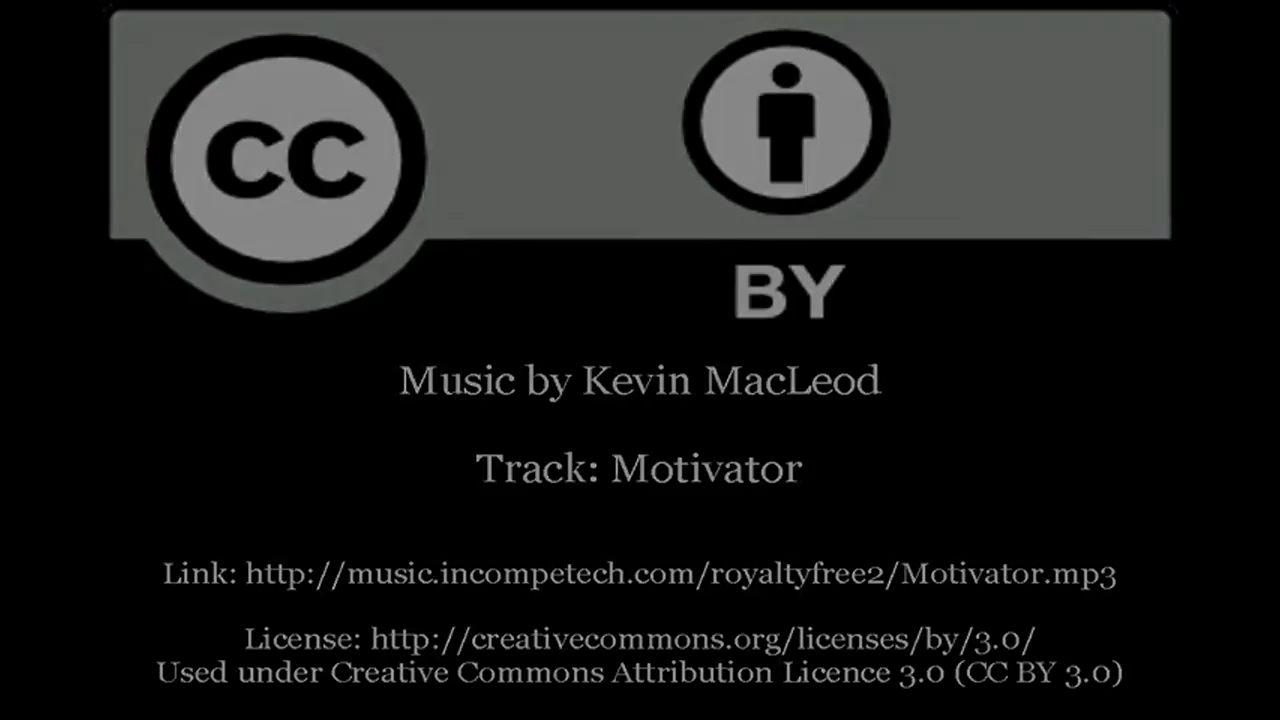 CC
BY
Music by Kevin MacLeod
Track: Motivator
Link: http://music.incompetech.com/royaltyfree2/Motivator.mp3
License: http://creativecommons.org/licenses/by/3.0/
Used under Creative Commons Attribution Licence 3.0 (CC BY 3.0)